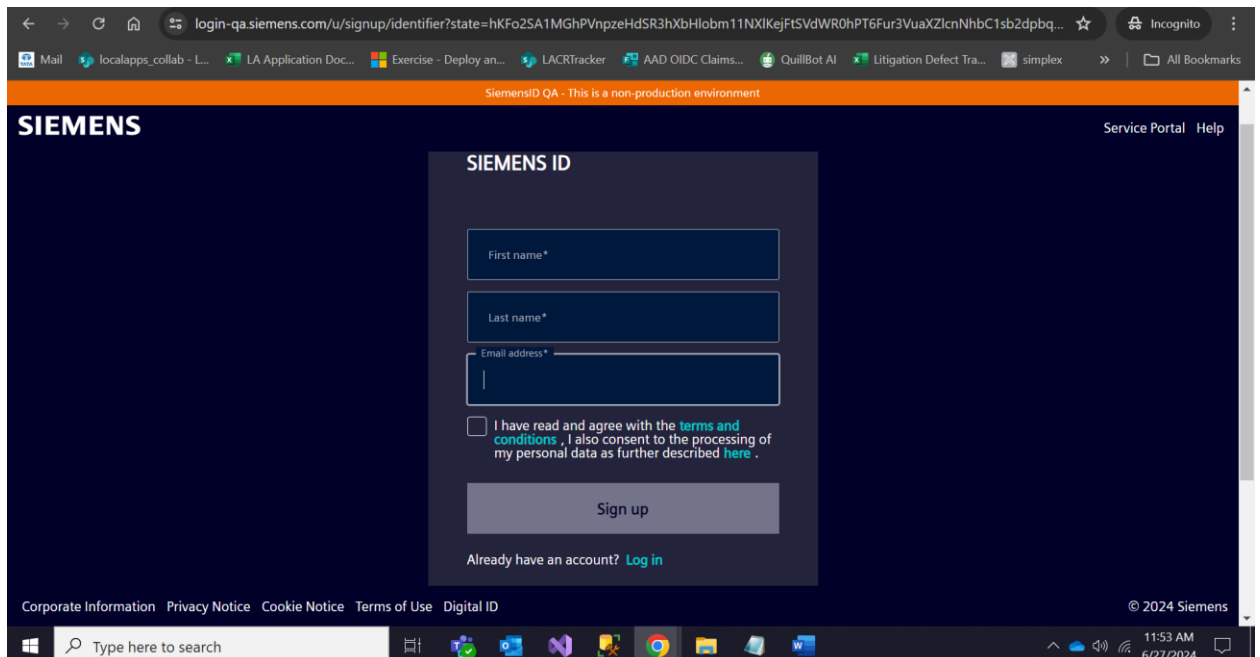 login-qa.siemens.com/u/signup/identifier?state=hKFo2SA1MGhPVnpzeHdSR3hXbHlobm11NXlKejFtSVdWR0hPT6Fur3VuaXZlcnNhbC1sb2dpbq... Incognito
Mail localapps_collab - L... LA Application Doc... Exercise - Deploy an... LACRTracker AAD OIDC Claims... QuillBot AI Litigation Defect Tra... simplex » All Bookmarks
SiemensID QA - This is a non-production environment
SIEMENS Service Portal Help
SIEMENS ID
First name*
Last name*
Email address*
I have read and agree with the terms and
conditions , I also consent to the processing of
my personal data as further described here .
Sign up
Already have an account? Log in
Corporate Information Privacy Notice Cookie Notice Terms of Use Digital ID © 2024 Siemens
Type here to search 11:53 AM
6/27/2024